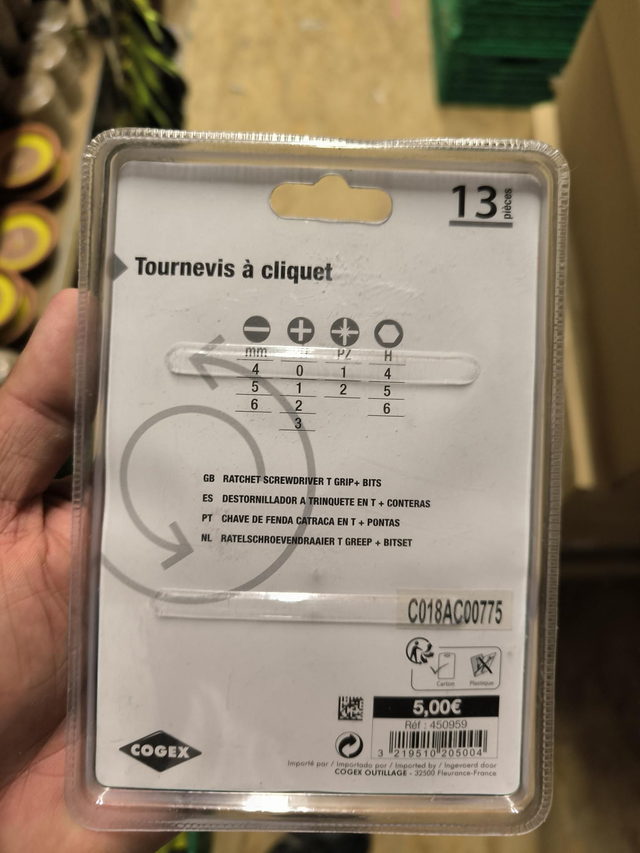 13 pièces
Tournevis à cliquet
mm PZ H
4 0 1 4
5 1 2 5
6 2 6
3
GB RATCHET SCREWDRIVER T GRIP+ BITS
ES DESTORNILLADOR A TRINQUETE EN T + CONTERAS
PT CHAVE DE FENDA CATRACA EN T + PONTAS
NL RATELSCHROEVENDRAAIER T GREEP + BITSET
C018AC00775
Carton Plastique
5,00€
Réf : 450959
3 219510 205004
COGEX
Importé par / Importado por / Imported by / Ingevoerd door
COGEX OUTILLAGE - 32500 Fleurance-France